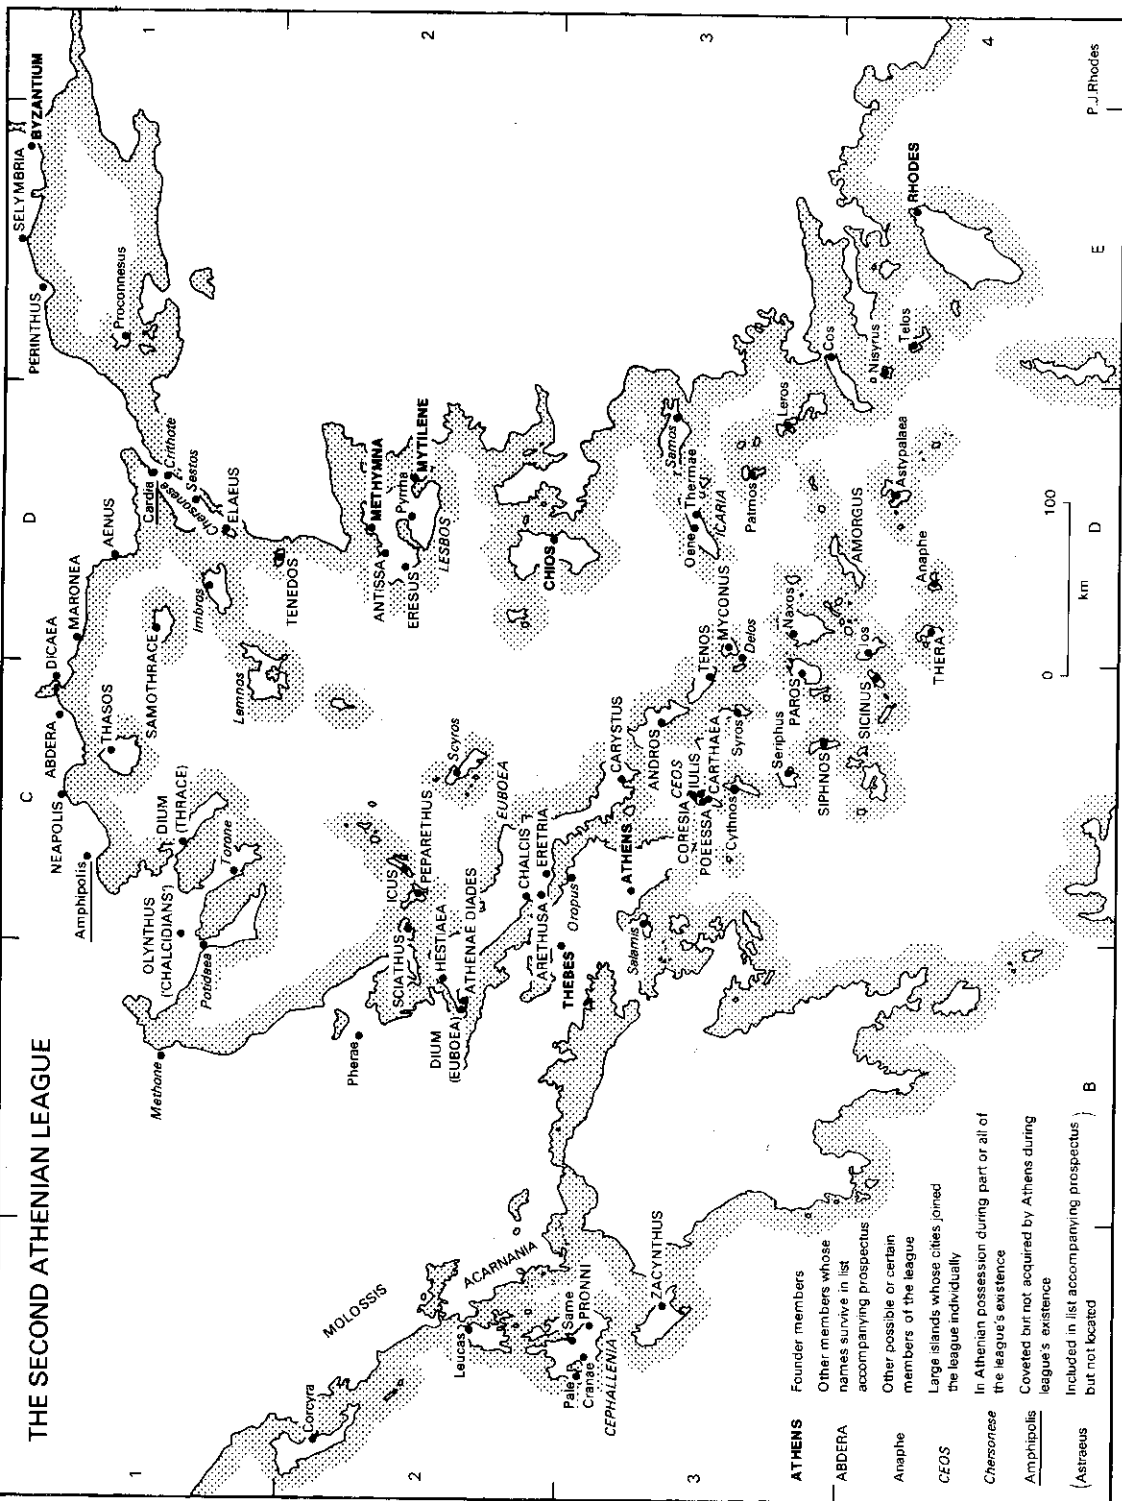 THE SECOND ATHENIAN LEAGUE
C
D
1
2
3
4
1
2
3
B
D
E
SELYMBRIA
BYZANTIUM
PERINTHUS
Proconnesus
NEAPOLIS
ABDERA
DICAEA
MARONEA
AENUS
Cardia
Crithote
Sestos
Chersonese
ELAEUS
Amphipolis
THASOS
SAMOTHRACE
Imbros
DIUM
(THRACE)
OLYNTHUS
('CHALCIDIANS')
Potidaea
Torone
Methone
Lemnos
TENEDOS
Pherae
METHYMNA
ANTISSA
Pyrrha
ERESUS
MYTILENE
LESBOS
ICUS
PEPARETHUS
SCIATHUS
Scyros
HESTIAEA
ATHENAE DIADES
DIUM
(EUBOEA)
EUBOEA
CHALCIS
ERETRIA
ARETHUSA
Oropus
THEBES
CHIOS
Corcyra
MOLOSSIS
ACARNANIA
Leucas
Same
PRONNI
Pale
Cranae
CEPHALLENIA
ZACYNTHUS
CARYSTUS
ATHENS
Salamis
ANDROS
CEOS
IULIS
CARTHAEA
CORESIA
POEESSA
Cythnos
Syros
TENOS
MYCONUS
Delos
Samos
Thermae
Oene
ICARIA
Patmos
Leros
Cos
Nisyrus
Telos
RHODES
Seriphus
SIPHNOS
PAROS
Naxos
SICINUS
Ios
AMORGUS
Astypalaea
Anaphe
THERA
0
km
100
ATHENS Founder members
ABDERA Other members whose
names survive in list
accompanying prospectus
Anaphe Other possible or certain
members of the league
CEOS Large islands whose cities joined
the league individually
Chersonese In Athenian possession during part or all of
the league's existence
Amphipolis Coveted but not acquired by Athens during
league's existence
(Astraeus Included in list accompanying prospectus )
but not located
P.J.Rhodes